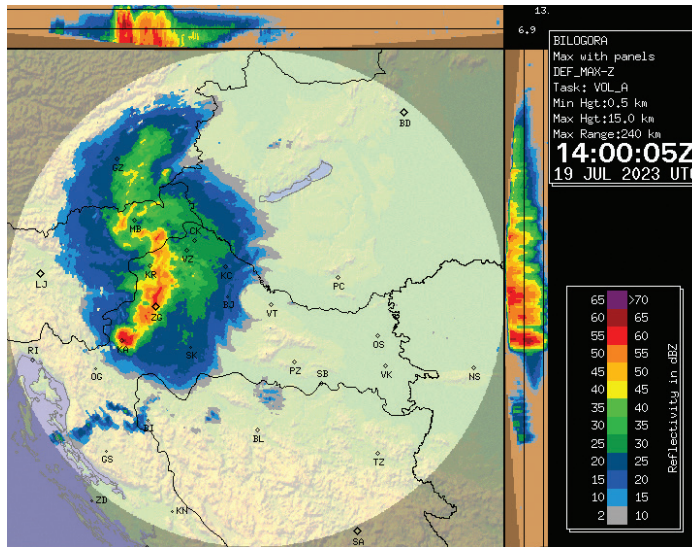 13.
6.9
BILOGORA
Max with panels
DEF_MAX-Z
Task: VOL_A
Min Hgt:0.5 km
Max Hgt:15.0 km
Max Range:240 km
14:00:05Z
19 JUL 2023 UTC
BD
GZ
MB
CK
VZ
LJ
KR
KC
PC
BJ
VT
ZG
KA
SK
OS
RI
OG
PZ
SB
VK
NS
BI
BL
GS
TZ
ZD
KN
SA
65 >70
60 65
55 60
50 55
45 50
40 45
35 40
30 35
25 30
20 25
15 20
10 15
2 10
Reflectivity in dBZ